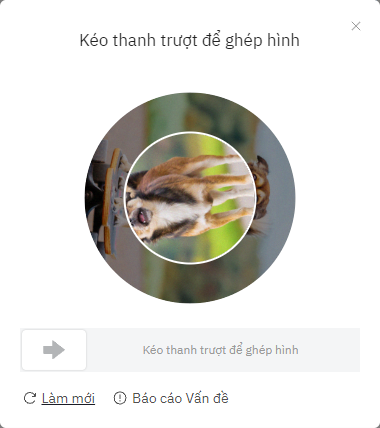 Kéo thanh trượt để ghép hình
Kéo thanh trượt để ghép hình
Làm mới Báo cáo Vấn đề